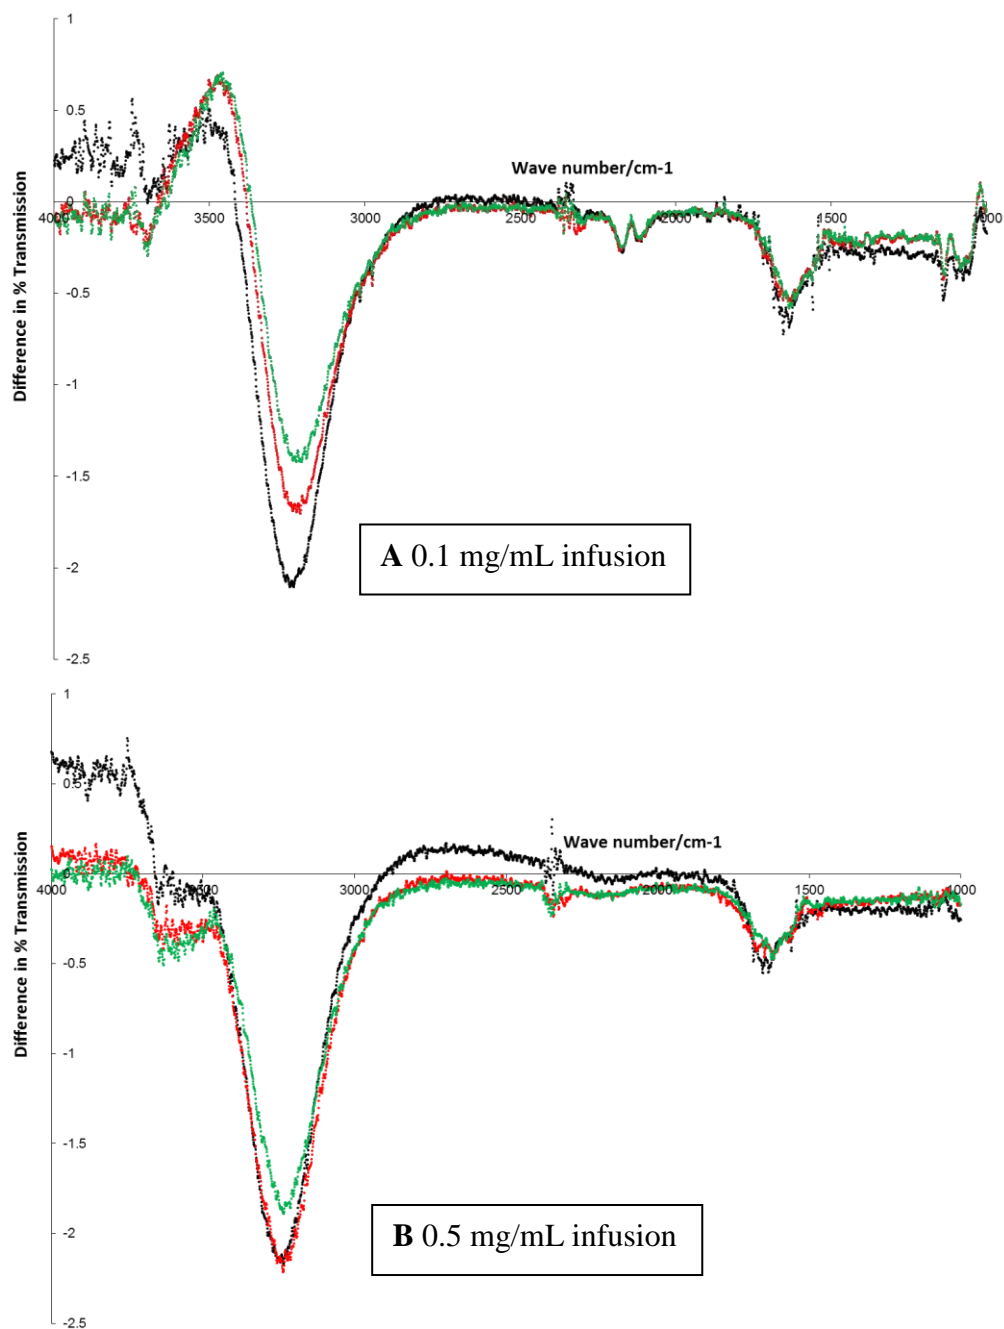 1
0.5
Wave number/cm-1
0
4000 3500 3000 2500 2000 1500 1000
Difference in % Transmission
-0.5
-1
-1.5
A 0.1 mg/mL infusion
-2
-2.5
1
0.5
Wave number/cm-1
0
4000 3000 2500 2000 1500 1000
Difference in % Transmission
-0.5
-1
-1.5
-2
B 0.5 mg/mL infusion
-2.5